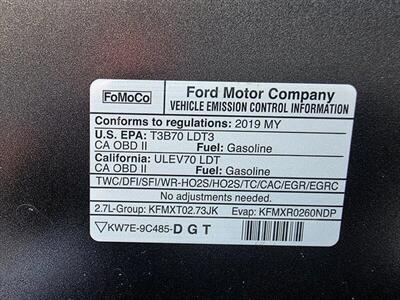 FoMoCo
Ford Motor Company
VEHICLE EMISSION CONTROL INFORMATION
Conforms to regulations: 2019 MY
U.S. EPA: T3B70 LDT3
CA OBD II Fuel: Gasoline
California: ULEV70 LDT
CA OBD II Fuel: Gasoline
TWC/DFI/SFI/WR-HO2S/HO2S/TC/CAC/EGR/EGRC
No adjustments needed.
2.7L-Group: KFMXT02.73JK Evap: KFMXR0260NDP
KW7E-9C485-D G T